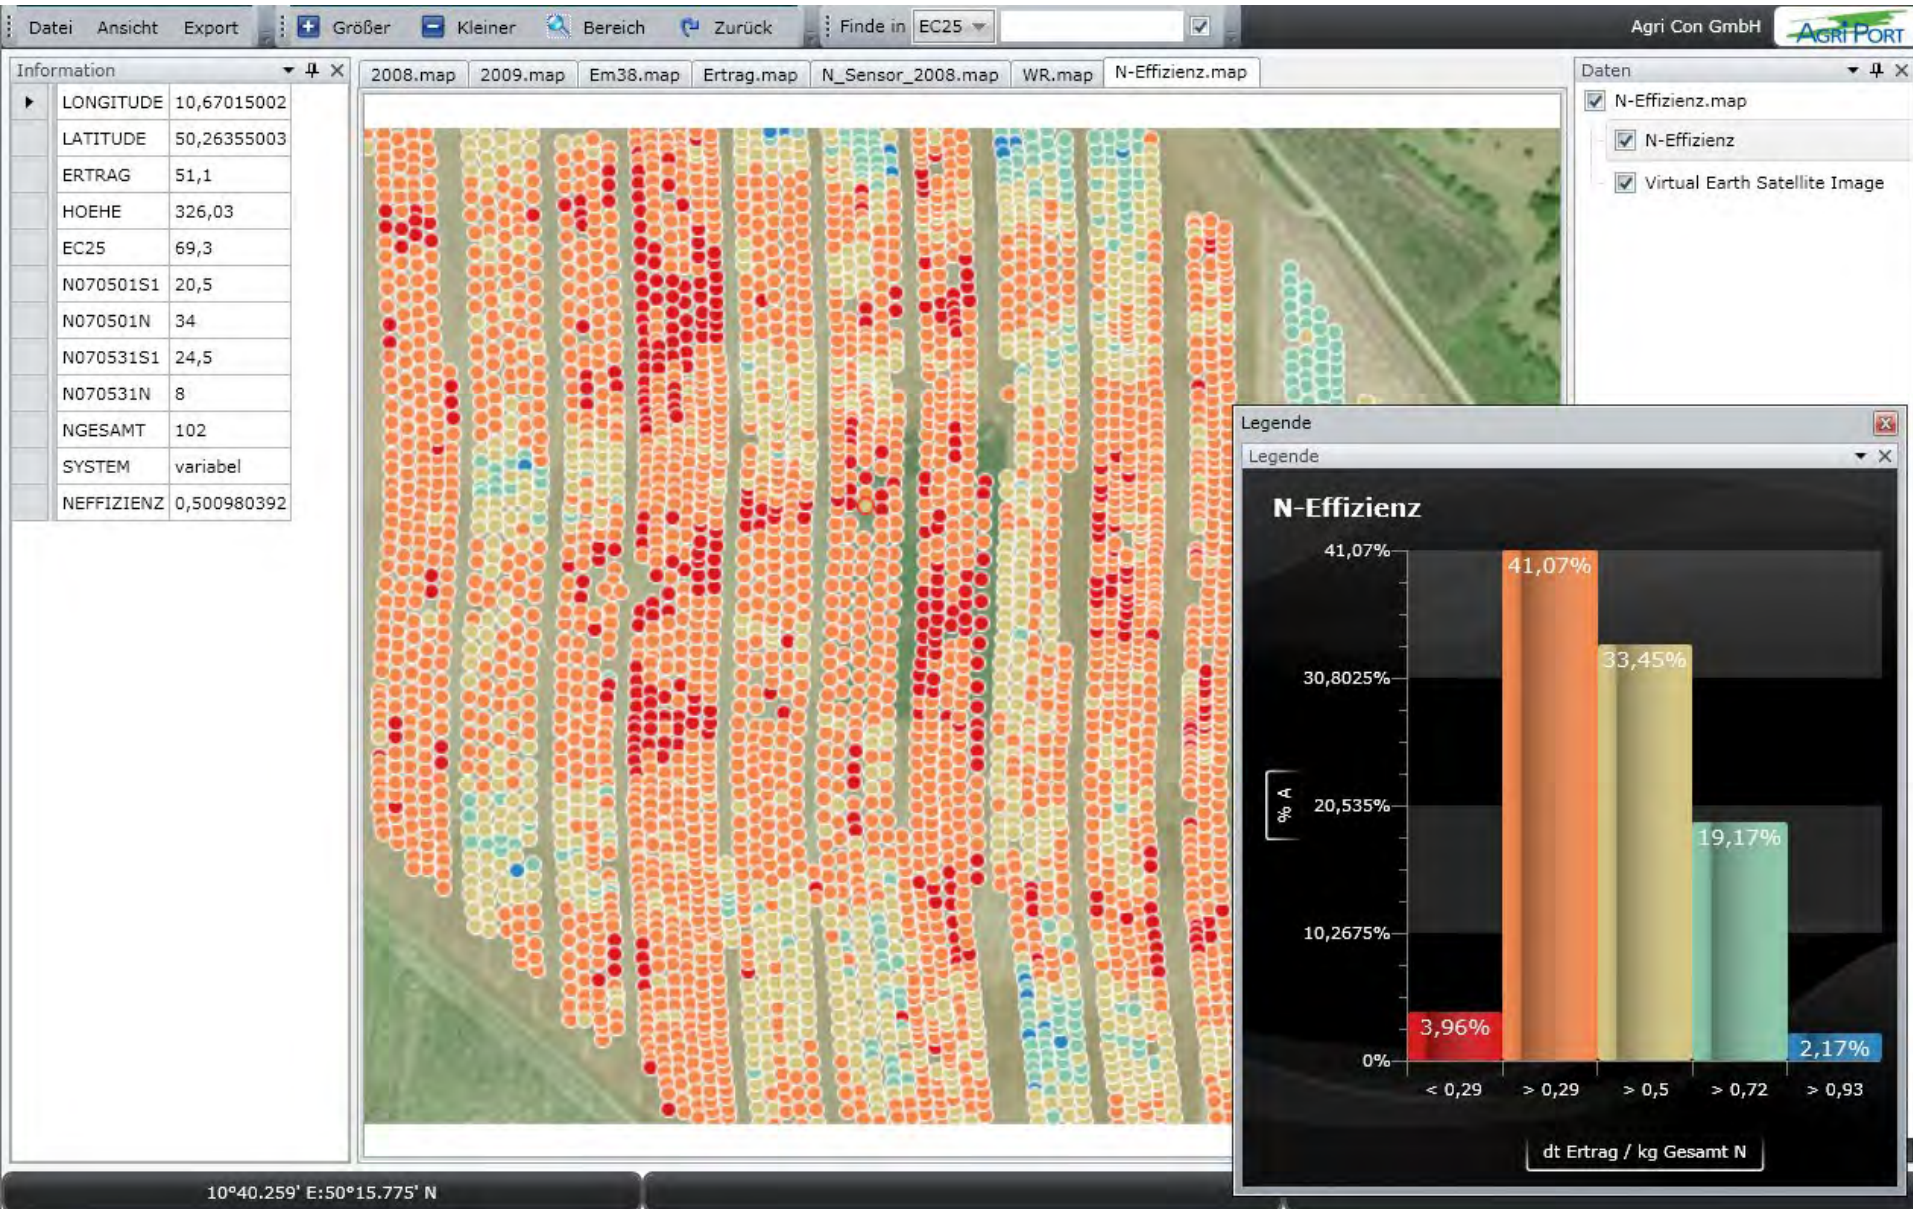 Datei Ansicht Export Größer Kleiner Bereich Zurück Finde in EC25 Agri Con GmbH AGRI PORT
Information
LONGITUDE 10,67015002
LATITUDE 50,26355003
ERTRAG 51,1
HOEHE 326,03
EC25 69,3
N070501S1 20,5
N070501N 34
N070531S1 24,5
N070531N 8
NGESAMT 102
SYSTEM variabel
NEFFIZIENZ 0,500980392
2008.map 2009.map Em38.map Ertrag.map N_Sensor_2008.map WR.map N-Effizienz.map
Daten
N-Effizienz.map
N-Effizienz
Virtual Earth Satellite Image
Legende
Legende
N-Effizienz
41,07%
30,8025%
20,535%
10,2675%
0%
% A
41,07%
33,45%
19,17%
3,96%
2,17%
< 0,29 > 0,29 > 0,5 > 0,72 > 0,93
dt Ertrag / kg Gesamt N
10°40.259' E:50°15.775' N